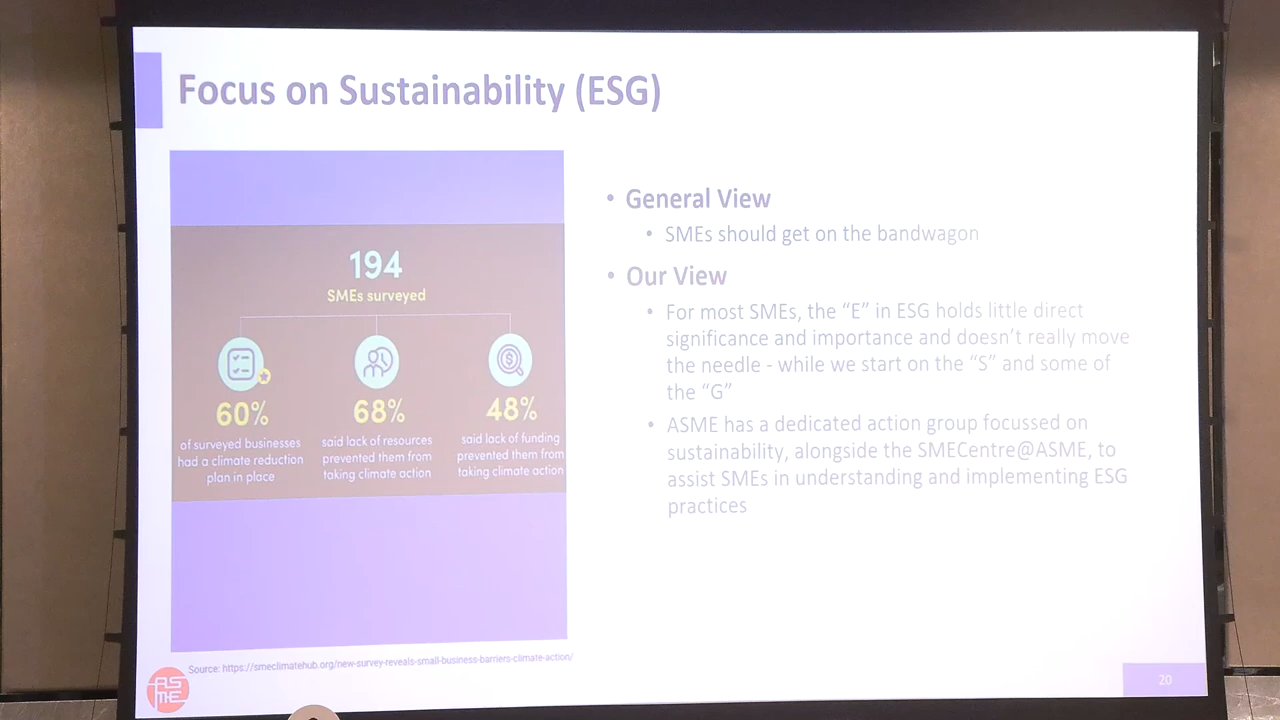 Focus on Sustainability (ESG)
194
SMEs surveyed
60%
of surveyed businesses
had a climate reduction
plan in place
68%
said lack of resources
prevented them from
taking climate action
48%
said lack of funding
prevented them from
taking climate action
• General View
• SMEs should get on the bandwagon
• Our View
• For most SMEs, the “E” in ESG holds little direct
significance and importance and doesn’t really move
the needle - while we start on the “S” and some of
the “G”
• ASME has a dedicated action group focussed on
sustainability, alongside the SMECentre@ASME, to
assist SMEs in understanding and implementing ESG
practices
Source: https://smeclimatehub.org/new-survey-reveals-small-business-barriers-climate-action/
AS
ME
20